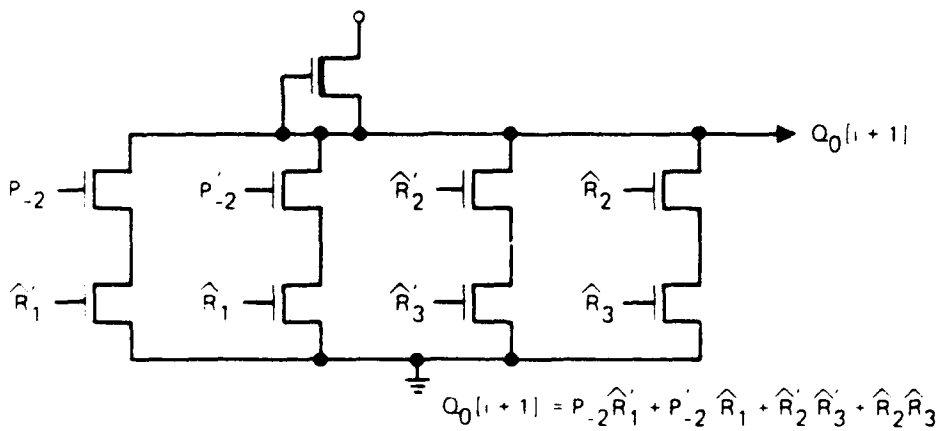 Q₀[i + 1]
P₋₂
P'₋₂
R̂'₂
R̂₂
R̂'₁
R̂₁
R̂'₃
R̂₃
Q₀[i + 1] = P₋₂R̂'₁ + P'₋₂ R̂₁ + R̂'₂R̂'₃ + R̂₂R̂₃